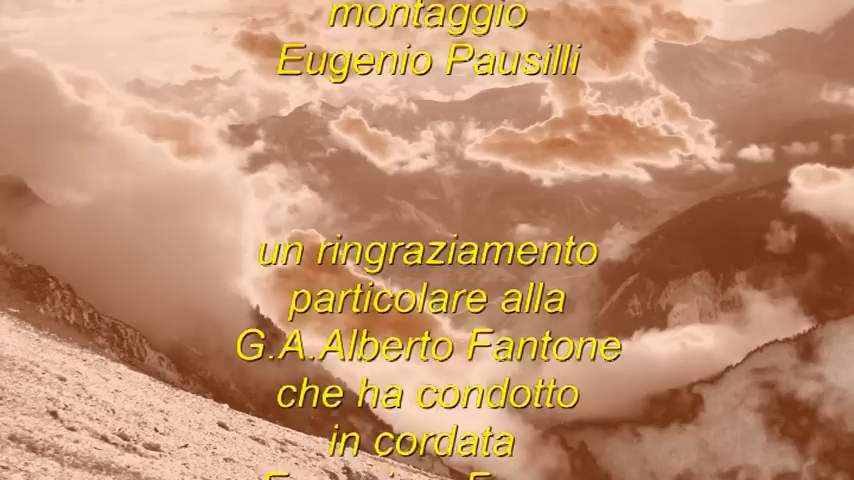 montaggio
Eugenio Pausilli
un ringraziamento
particolare alla
G.A.Alberto Fantone
che ha condotto
in cordata